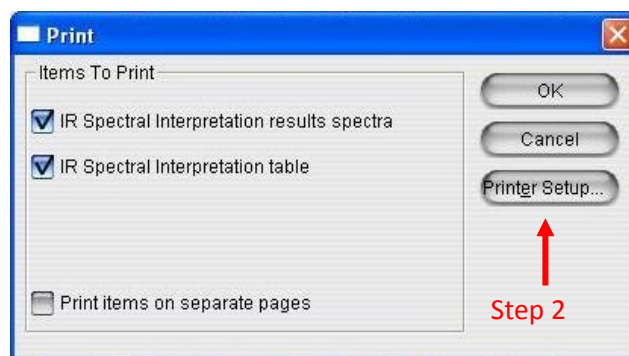 Print
Items To Print
IR Spectral Interpretation results spectra
IR Spectral Interpretation table
Print items on separate pages
OK
Cancel
Printer Setup...
Step 2